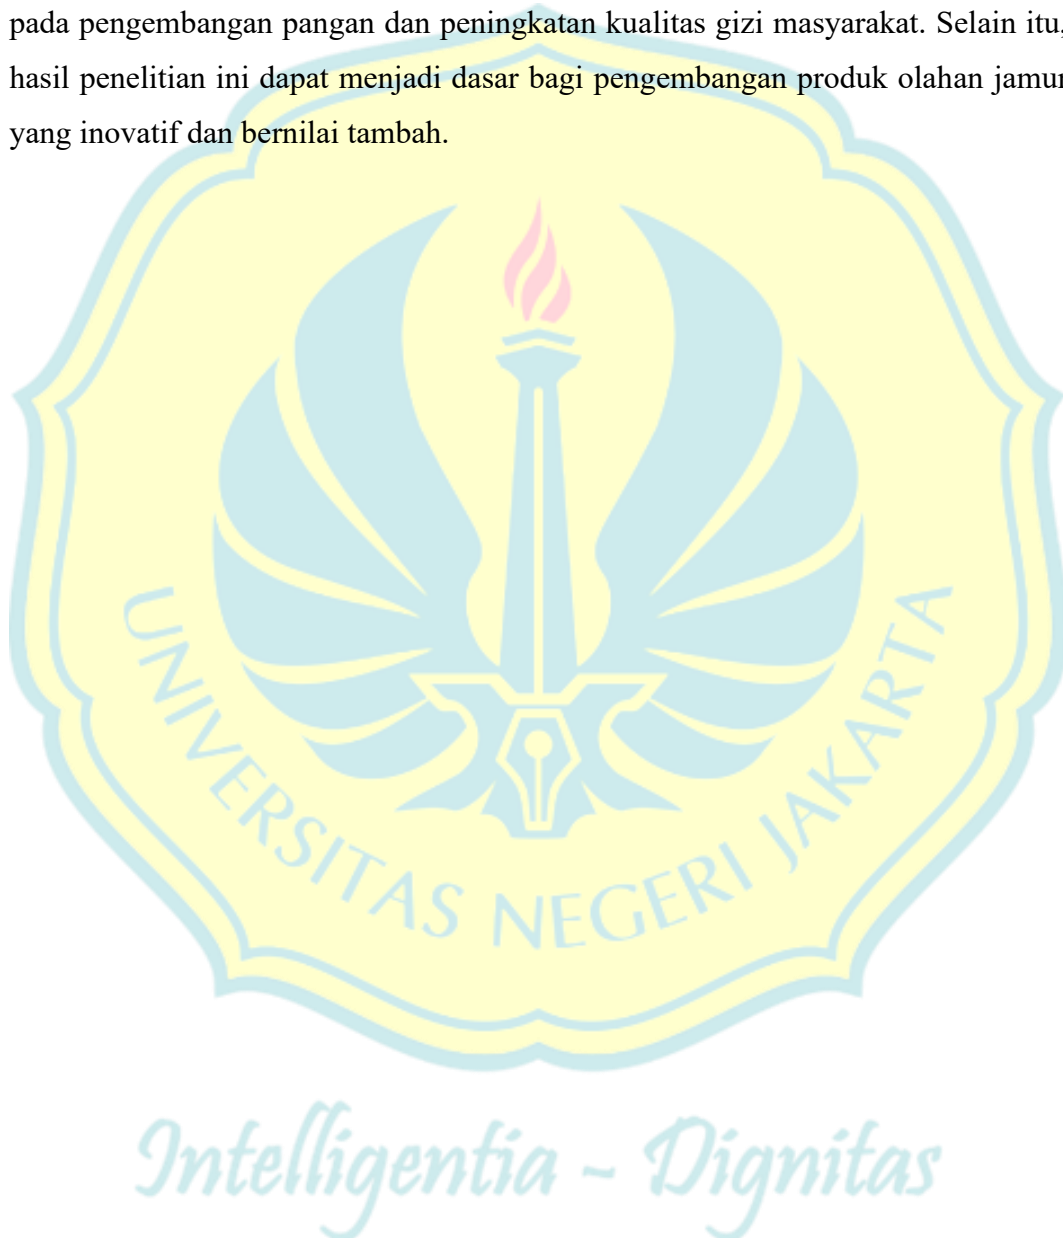 pada pengembangan pangan dan peningkatan kualitas gizi masyarakat. Selain itu,
hasil penelitian ini dapat menjadi dasar bagi pengembangan produk olahan jamur
yang inovatif dan bernilai tambah.
UNIVERSITAS NEGERI JAKARTA
Intelligentia ~ Dignitas